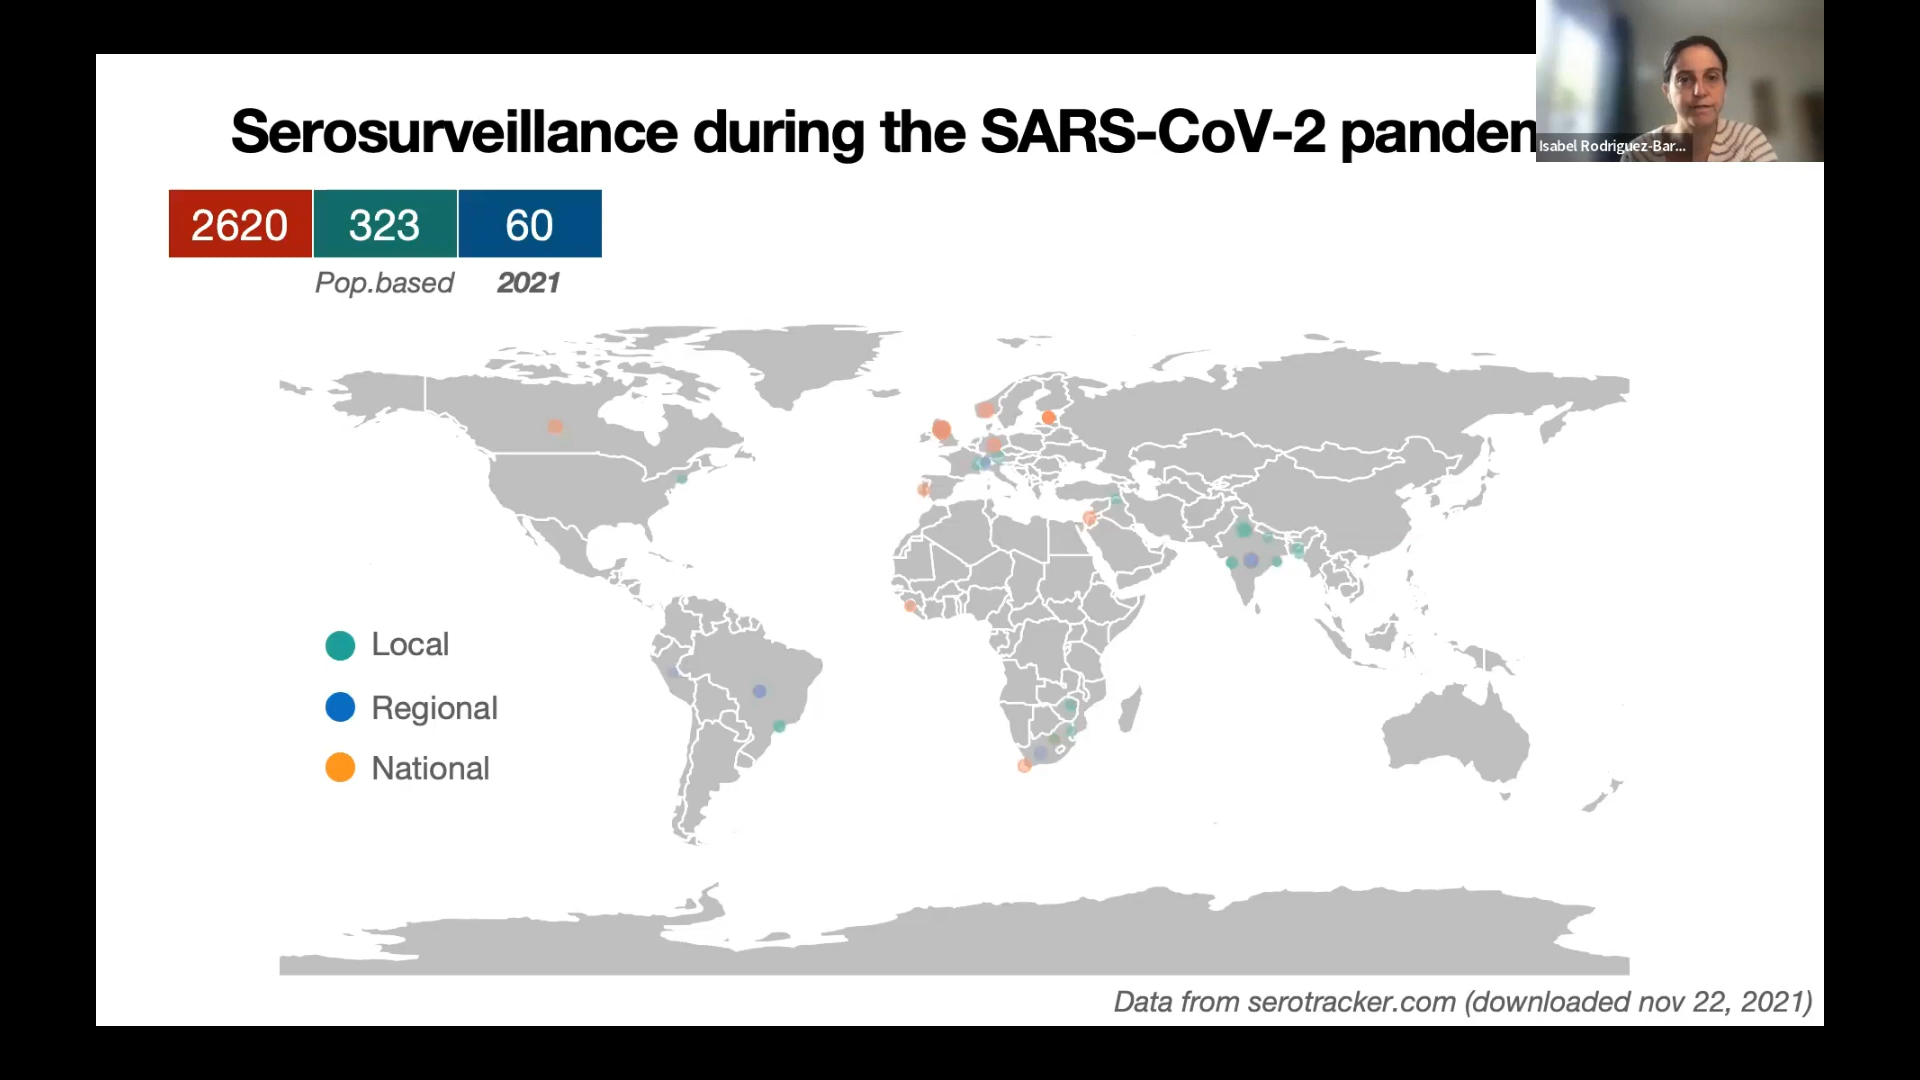 Serosurveillance during the SARS-CoV-2 panden
Isabel Rodriguez-Bar...
2620 323 60
Pop.based 2021
Local
Regional
National
Data from serotracker.com (downloaded nov 22, 2021)